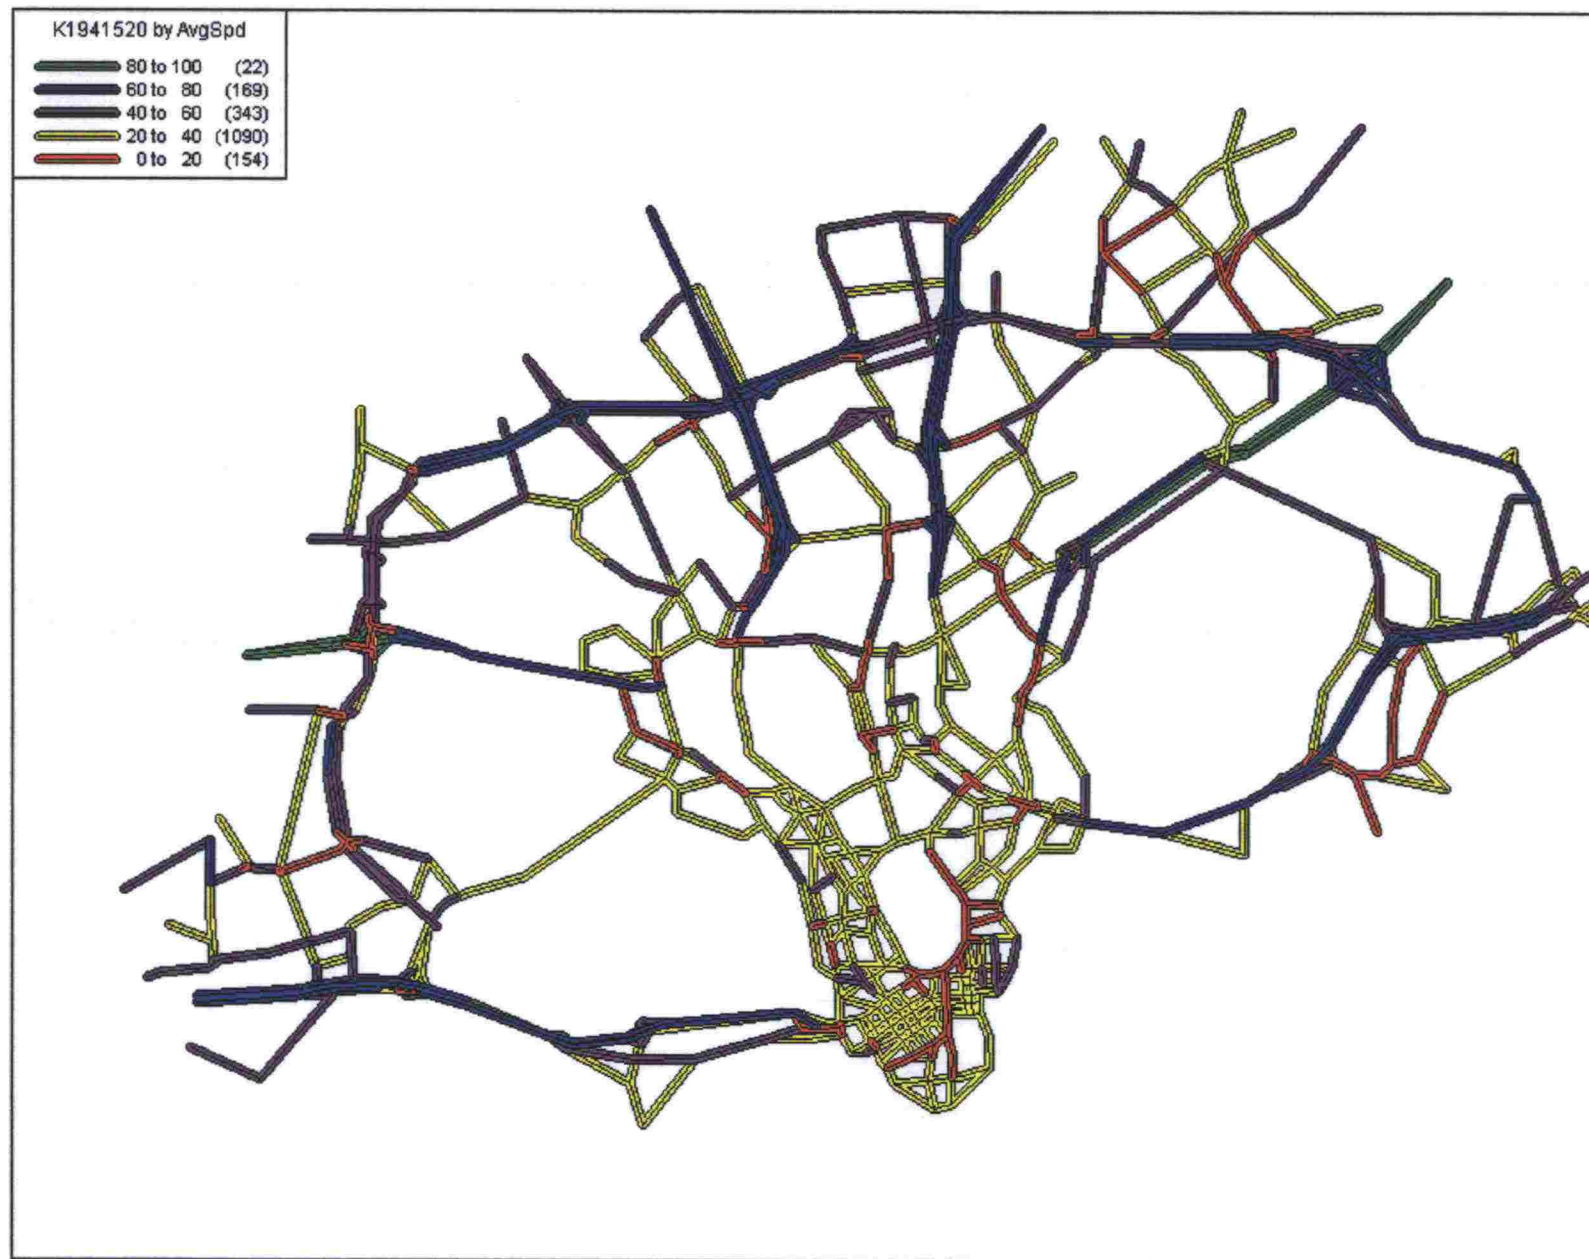 K1941520 by AvgSpd
80 to 100 (22)
60 to 80 (169)
40 to 60 (343)
20 to 40 (1090)
0 to 20 (154)